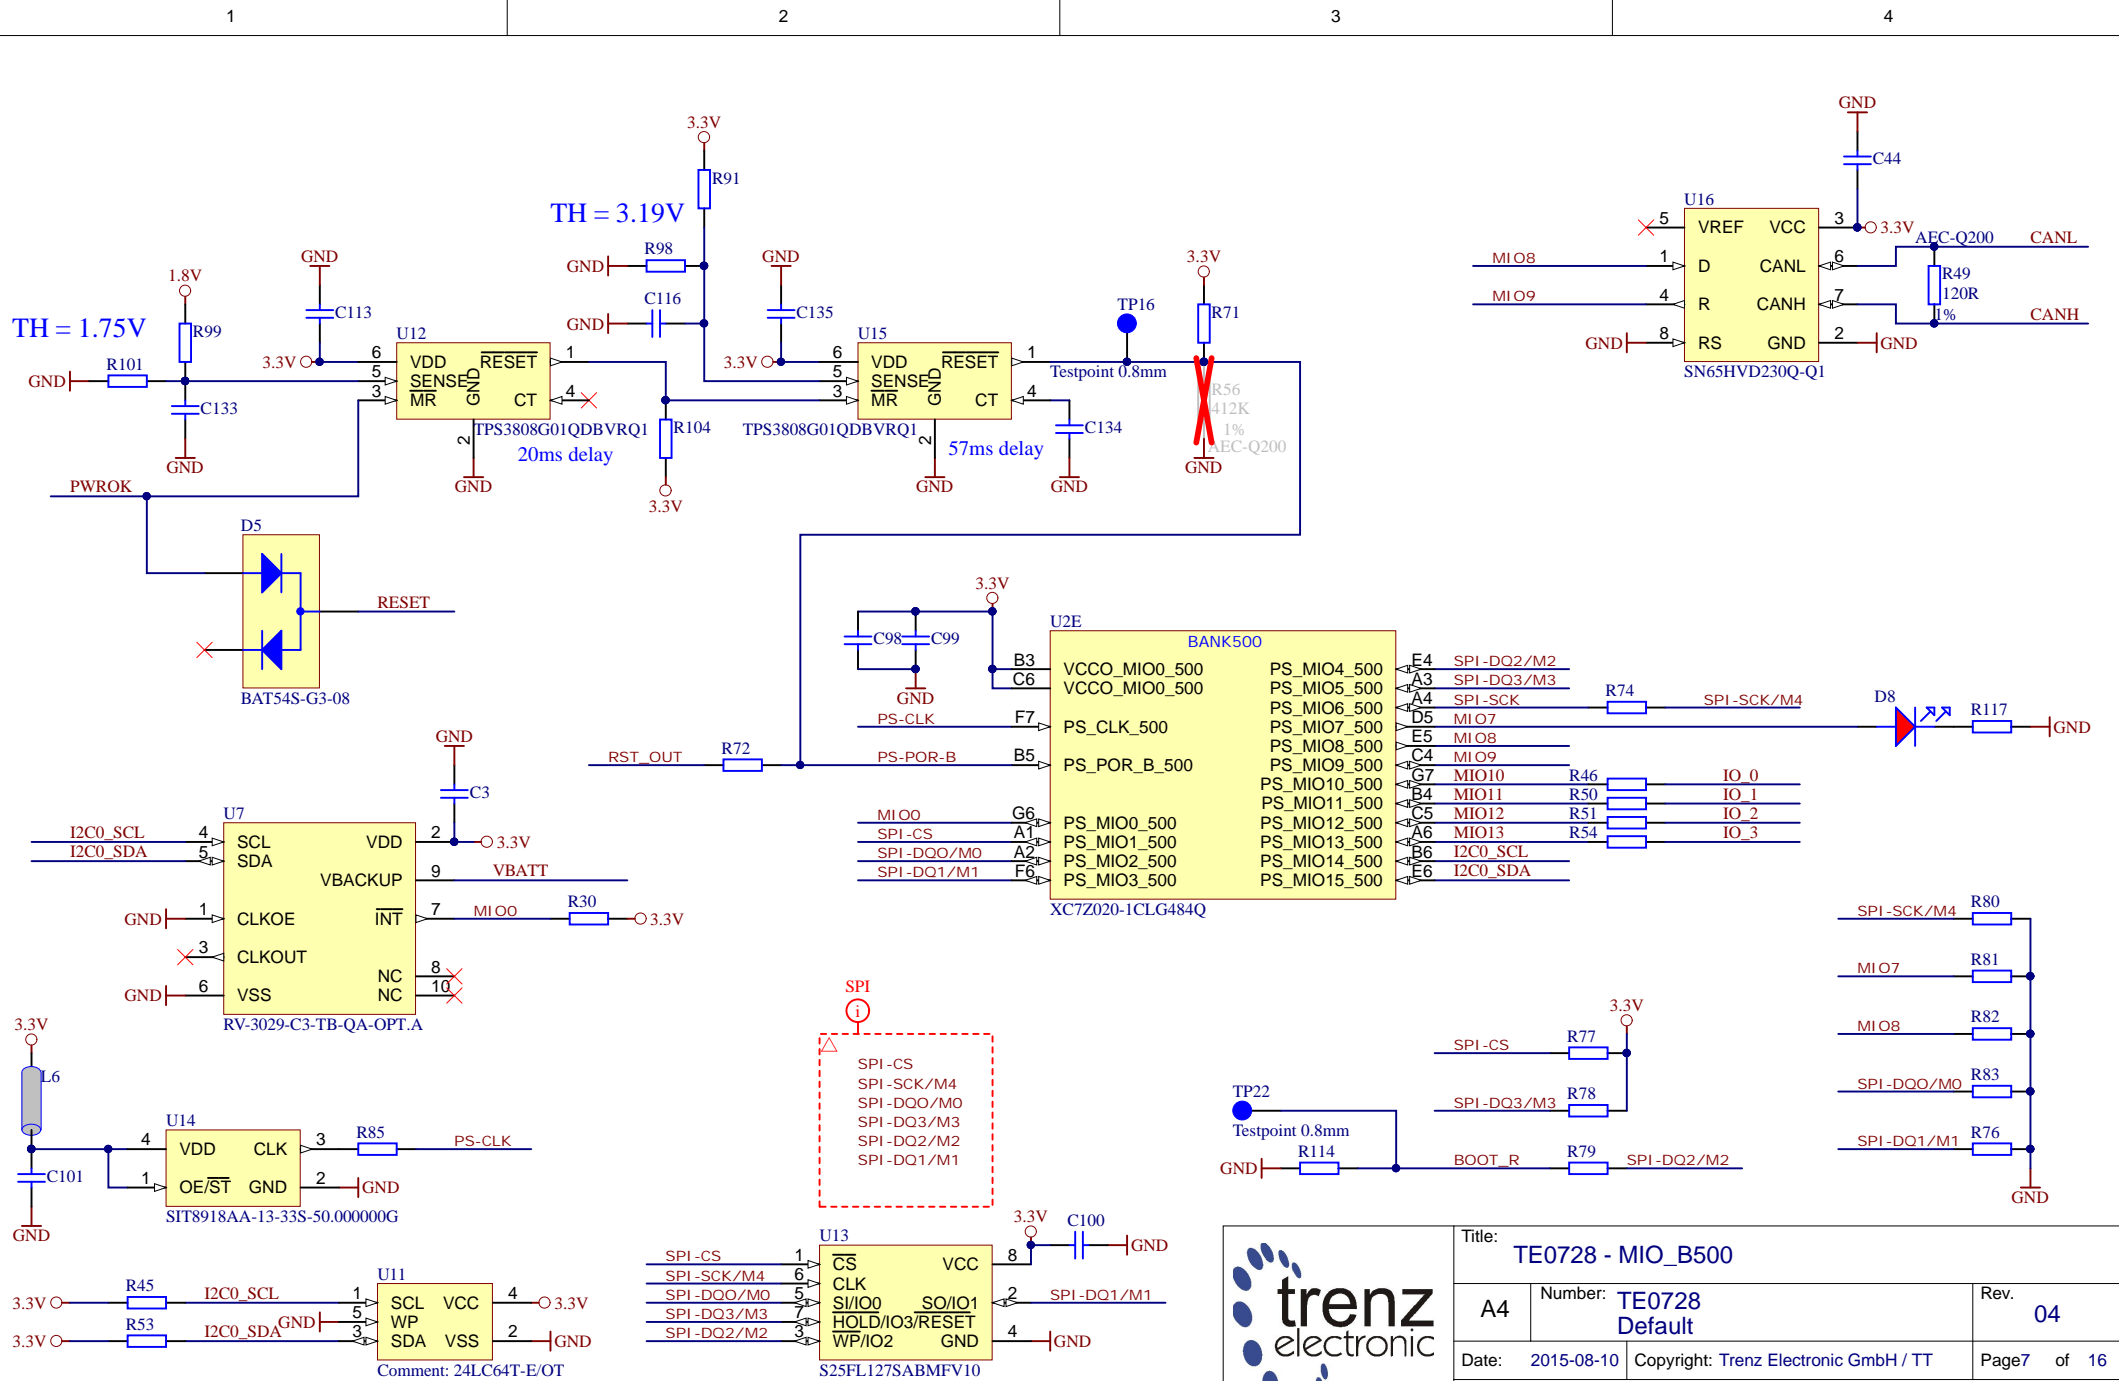 1 2 3 4
3.3V
R91
TH = 3.19V
R98
GND
C116
GND
GND
C113
1.8V
R99
TH = 1.75V
R101
GND
C133
GND
3.3V
U12
6 VDD RESET 1
5 SENSE
3 MR GND CT 4
2
TPS3808G01QDBVRQ1
20ms delay
GND
R104
3.3V
GND
C135
3.3V
U15
6 VDD RESET 1
5 SENSE
3 MR GND CT 4
2
TPS3808G01QDBVRQ1
57ms delay
GND
C134
GND
TP16
Testpoint 0.8mm
3.3V
R71
R56
412K
1%
AEC-Q200
GND
GND
C44
U16
5 VREF VCC 3
3.3V
MIO8 1 D CANL 6
MIO9 4 R CANH 7
GND 8 RS GND 2 GND
SN65HVD230Q-Q1
AEC-Q200
R49
120R
1%
CANL
CANH
PWROK
D5
RESET
BAT54S-G3-08
3.3V
C98 C99
GND
U2E
BANK500
B3 VCCO_MIO0_500
C6 VCCO_MIO0_500
PS-CLK F7 PS_CLK_500
RST_OUT R72 PS-POR-B B5 PS_POR_B_500
MIO0 G6 PS_MIO0_500
SPI-CS A1 PS_MIO1_500
SPI-DQ0/M0 A2 PS_MIO2_500
SPI-DQ1/M1 F6 PS_MIO3_500
PS_MIO4_500 E4 SPI-DQ2/M2
PS_MIO5_500 A3 SPI-DQ3/M3
PS_MIO6_500 A4 SPI-SCK R74 SPI-SCK/M4
PS_MIO7_500 D5 MIO7 D8 R117 GND
PS_MIO8_500 E5 MIO8
PS_MIO9_500 C4 MIO9
PS_MIO10_500 G7 MIO10 R46 IO_0
PS_MIO11_500 B4 MIO11 R50 IO_1
PS_MIO12_500 C5 MIO12 R51 IO_2
PS_MIO13_500 A6 MIO13 R54 IO_3
PS_MIO14_500 B6 I2C0_SCL
PS_MIO15_500 E6 I2C0_SDA
XC7Z020-1CLG484Q
GND
C3
U7
I2C0_SCL 4 SCL VDD 2 3.3V
I2C0_SDA 5 SDA
VBACKUP 9 VBATT
GND 1 CLKOE INT 7 MIO0 R30 3.3V
3 CLKOUT
NC 8
GND 6 VSS NC 10
RV-3029-C3-TB-QA-OPT.A
3.3V
L6
C101
GND
U14
4 VDD CLK 3 R85 PS-CLK
1 OE/ST GND 2 GND
SIT8918AA-13-33S-50.000000G
SPI
i
SPI-CS
SPI-SCK/M4
SPI-DQ0/M0
SPI-DQ3/M3
SPI-DQ2/M2
SPI-DQ1/M1
3.3V
SPI-CS R77
SPI-DQ3/M3 R78
TP22
Testpoint 0.8mm
GND R114 BOOT_R R79 SPI-DQ2/M2
SPI-SCK/M4 R80
MIO7 R81
MIO8 R82
SPI-DQ0/M0 R83
SPI-DQ1/M1 R76
GND
U11
3.3V R45 I2C0_SCL 1 SCL VCC 4 3.3V
GND 5 WP
3.3V R53 I2C0_SDA 3 SDA VSS 2 GND
Comment: 24LC64T-E/OT
U13
3.3V C100 GND
SPI-CS 1 CS VCC 8
SPI-SCK/M4 6 CLK
SPI-DQ0/M0 5 SI/IO0 SO/IO1 2 SPI-DQ1/M1
SPI-DQ3/M3 7 HOLD/IO3/RESET
SPI-DQ2/M2 3 WP/IO2 GND 4 GND
S25FL127SABMFV10
trenz
electronic
Title:
TE0728 - MIO_B500
A4 Number: TE0728 Rev.
Default 04
Date: 2015-08-10 Copyright: Trenz Electronic GmbH / TT Page7 of 16